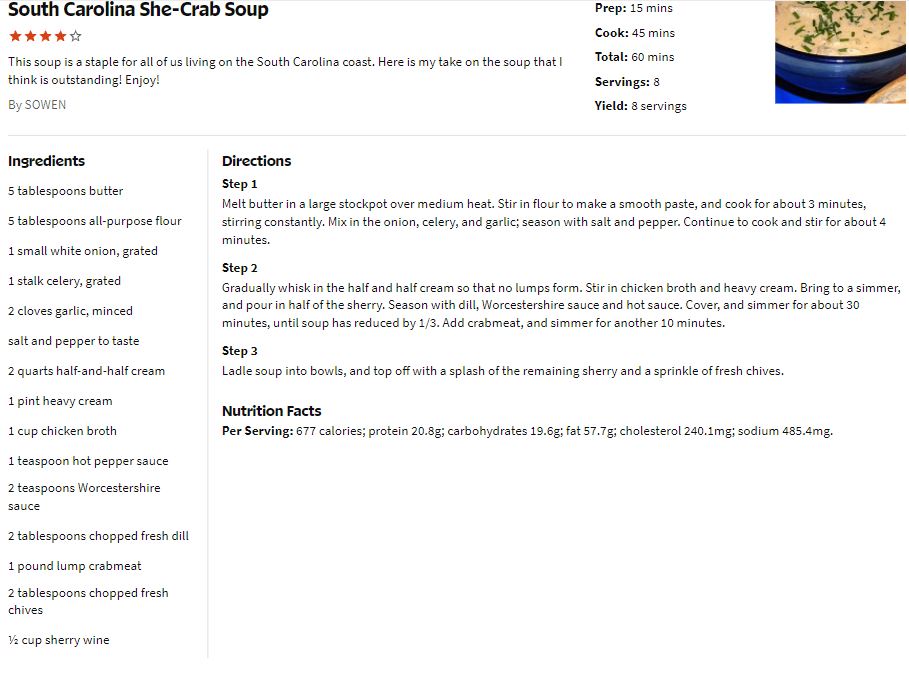 South Carolina She-Crab Soup
This soup is a staple for all of us living on the South Carolina coast. Here is my take on the soup that I
think is outstanding! Enjoy!
By SOWEN
Prep: 15 mins
Cook: 45 mins
Total: 60 mins
Servings: 8
Yield: 8 servings
Ingredients
5 tablespoons butter
5 tablespoons all-purpose flour
1 small white onion, grated
1 stalk celery, grated
2 cloves garlic, minced
salt and pepper to taste
2 quarts half-and-half cream
1 pint heavy cream
1 cup chicken broth
1 teaspoon hot pepper sauce
2 teaspoons Worcestershire
sauce
2 tablespoons chopped fresh dill
1 pound lump crabmeat
2 tablespoons chopped fresh
chives
½ cup sherry wine
Directions
Step 1
Melt butter in a large stockpot over medium heat. Stir in flour to make a smooth paste, and cook for about 3 minutes,
stirring constantly. Mix in the onion, celery, and garlic; season with salt and pepper. Continue to cook and stir for about 4
minutes.
Step 2
Gradually whisk in the half and half cream so that no lumps form. Stir in chicken broth and heavy cream. Bring to a simmer,
and pour in half of the sherry. Season with dill, Worcestershire sauce and hot sauce. Cover, and simmer for about 30
minutes, until soup has reduced by 1/3. Add crabmeat, and simmer for another 10 minutes.
Step 3
Ladle soup into bowls, and top off with a splash of the remaining sherry and a sprinkle of fresh chives.
Nutrition Facts
Per Serving: 677 calories; protein 20.8g; carbohydrates 19.6g; fat 57.7g; cholesterol 240.1mg; sodium 485.4mg.